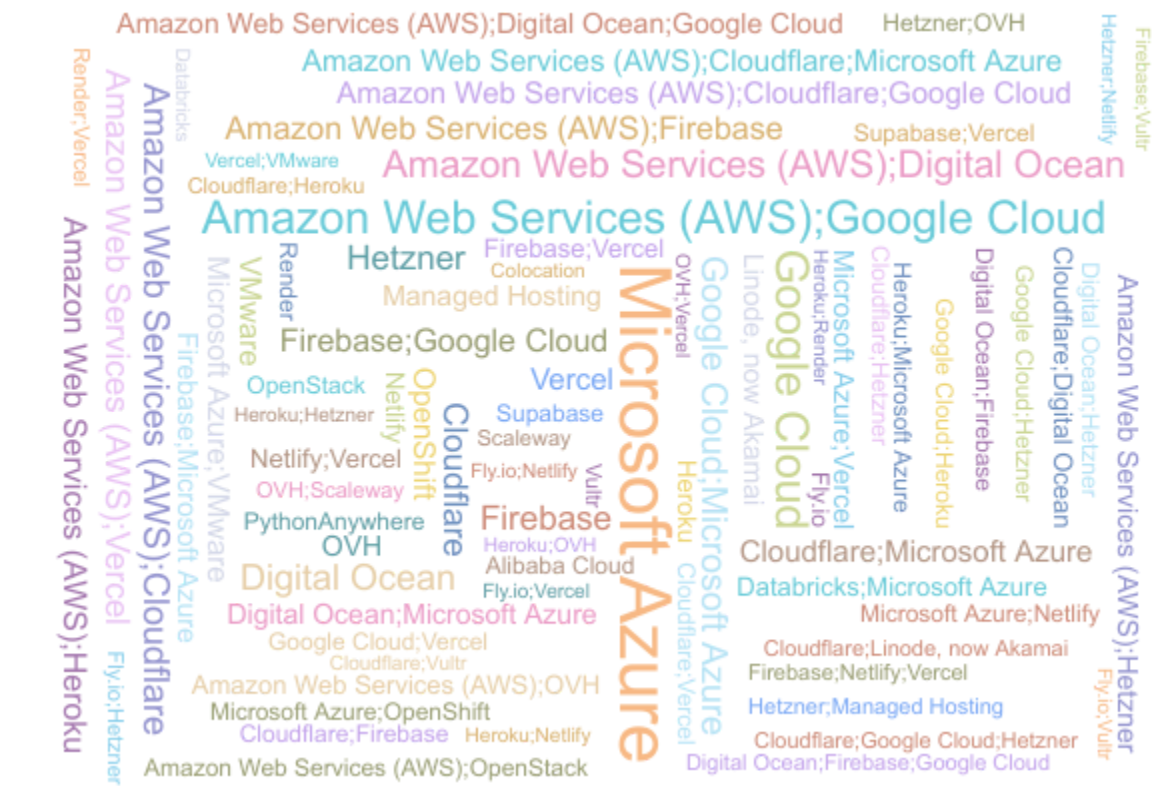 Amazon Web Services (AWS);Digital Ocean;Google Cloud
Hetzner;OVH
Hetzner;Netlify
Firebase;Vultr
Render;Vercel
Amazon Web Services (AWS);Vercel
Amazon Web Services (AWS);Cloudflare
Databricks
Amazon Web Services (AWS);Cloudflare;Microsoft Azure
Amazon Web Services (AWS);Cloudflare;Google Cloud
Amazon Web Services (AWS);Firebase
Supabase;Vercel
Vercel;VMware
Amazon Web Services (AWS);Digital Ocean
Cloudflare;Heroku
Amazon Web Services (AWS);Google Cloud
Amazon Web Services (AWS);Heroku
Firebase;Microsoft Azure
Microsoft Azure;VMware
VMware
Render
Hetzner
Firebase;Vercel
Colocation
Managed Hosting
Microsoft Azure
OVH;Vercel
Google Cloud;Microsoft Azure
Linode, now Akamai
Google Cloud
Heroku;Render
Microsoft Azure;Vercel
Cloudflare;Hetzner
Heroku;Microsoft Azure
Google Cloud;Heroku
Digital Ocean;Firebase
Google Cloud;Hetzner
Cloudflare;Digital Ocean
Digital Ocean;Hetzner
Amazon Web Services (AWS);Hetzner
Firebase;Google Cloud
OpenStack
Netlify
OpenShift
Cloudflare
Vercel
Heroku;Hetzner
Supabase
Scaleway
Netlify;Vercel
Fly.io;Netlify
Vultr
Heroku
Fly.io
OVH;Scaleway
PythonAnywhere
Firebase
OVH
Heroku;OVH
Alibaba Cloud
Cloudflare;Microsoft Azure
Digital Ocean
Fly.io;Vercel
Cloudflare;Vercel
Databricks;Microsoft Azure
Digital Ocean;Microsoft Azure
Microsoft Azure;Netlify
Google Cloud;Vercel
Cloudflare;Linode, now Akamai
Cloudflare;Vultr
Firebase;Netlify;Vercel
Fly.io;Hetzner
Amazon Web Services (AWS);OVH
Fly.io;Vultr
Microsoft Azure;OpenShift
Hetzner;Managed Hosting
Cloudflare;Firebase
Heroku;Netlify
Cloudflare;Google Cloud;Hetzner
Amazon Web Services (AWS);OpenStack
Digital Ocean;Firebase;Google Cloud